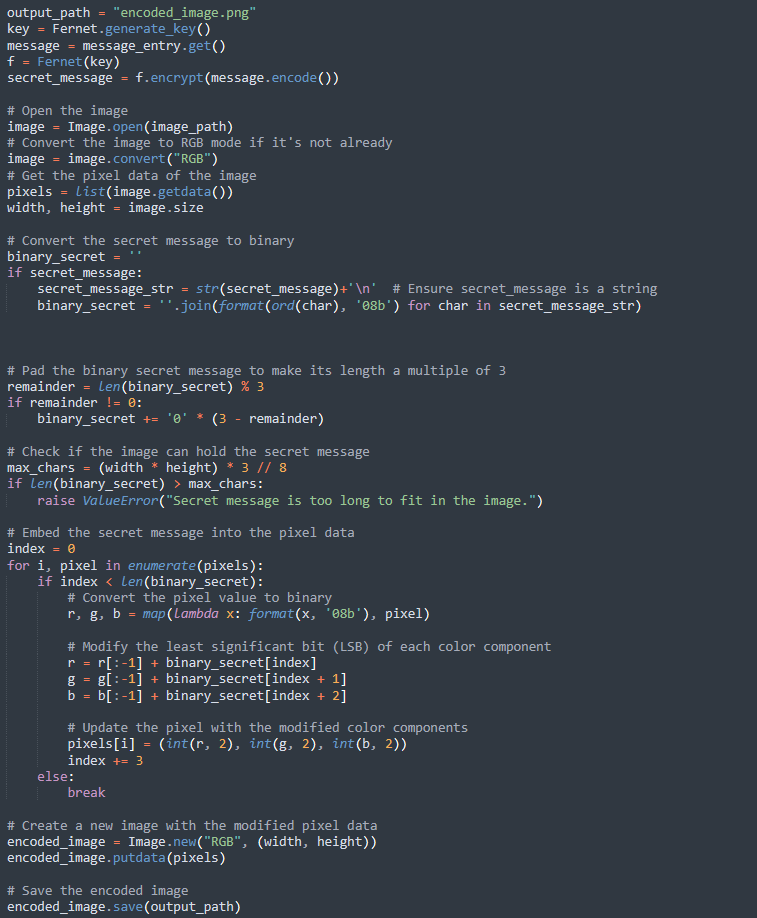 output_path = "encoded_image.png"
key = Fernet.generate_key()
message = message_entry.get()
f = Fernet(key)
secret_message = f.encrypt(message.encode())

# Open the image
image = Image.open(image_path)
# Convert the image to RGB mode if it's not already
image = image.convert("RGB")
# Get the pixel data of the image
pixels = list(image.getdata())
width, height = image.size

# Convert the secret message to binary
binary_secret = ''
if secret_message:
    secret_message_str = str(secret_message)+'\n'  # Ensure secret_message is a string
    binary_secret = ''.join(format(ord(char), '08b') for char in secret_message_str)

# Pad the binary secret message to make its length a multiple of 3
remainder = len(binary_secret) % 3
if remainder != 0:
    binary_secret += '0' * (3 - remainder)

# Check if the image can hold the secret message
max_chars = (width * height) * 3 // 8
if len(binary_secret) > max_chars:
    raise ValueError("Secret message is too long to fit in the image.")

# Embed the secret message into the pixel data
index = 0
for i, pixel in enumerate(pixels):
    if index < len(binary_secret):
        # Convert the pixel value to binary
        r, g, b = map(lambda x: format(x, '08b'), pixel)

        # Modify the least significant bit (LSB) of each color component
        r = r[:-1] + binary_secret[index]
        g = g[:-1] + binary_secret[index + 1]
        b = b[:-1] + binary_secret[index + 2]

        # Update the pixel with the modified color components
        pixels[i] = (int(r, 2), int(g, 2), int(b, 2))
        index += 3
    else:
        break

# Create a new image with the modified pixel data
encoded_image = Image.new("RGB", (width, height))
encoded_image.putdata(pixels)

# Save the encoded image
encoded_image.save(output_path)